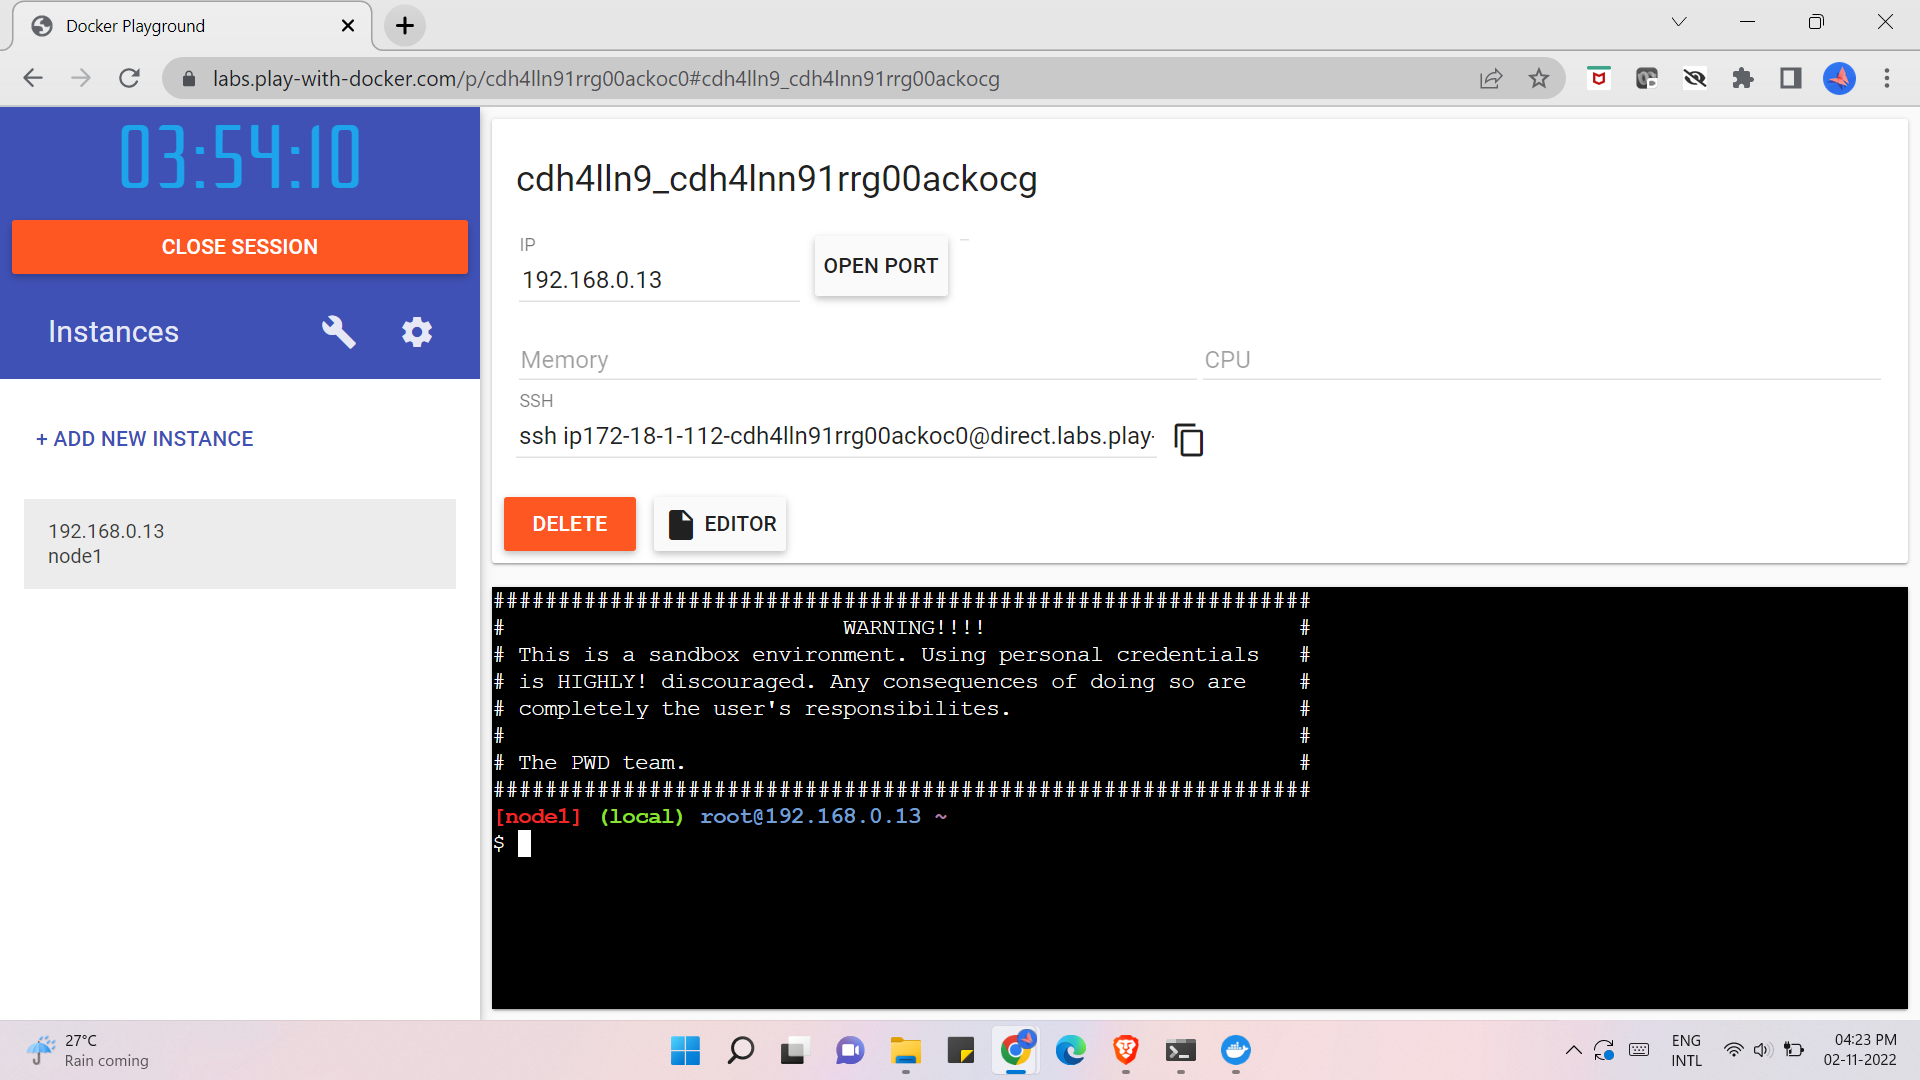 Docker Playground
labs.play-with-docker.com/p/cdh4lln91rrg00ackoc0#cdh4lln9_cdh4lnn91rrg00ackocg
03:54:10
CLOSE SESSION
Instances
+ ADD NEW INSTANCE
192.168.0.13
node1
cdh4lln9_cdh4lnn91rrg00ackocg
IP
192.168.0.13
OPEN PORT
Memory
CPU
SSH
ssh ip172-18-1-112-cdh4lln91rrg00ackoc0@direct.labs.play-
DELETE
EDITOR
###############################################################
#                          WARNING!!!!                        #
# This is a sandbox environment. Using personal credentials   #
# is HIGHLY! discouraged. Any consequences of doing so are    #
# completely the user's responsibilites.                      #
#                                                             #
# The PWD team.                                               #
###############################################################
[node1] (local) root@192.168.0.13 ~
$
27°C
Rain coming
ENG
INTL
04:23 PM
02-11-2022